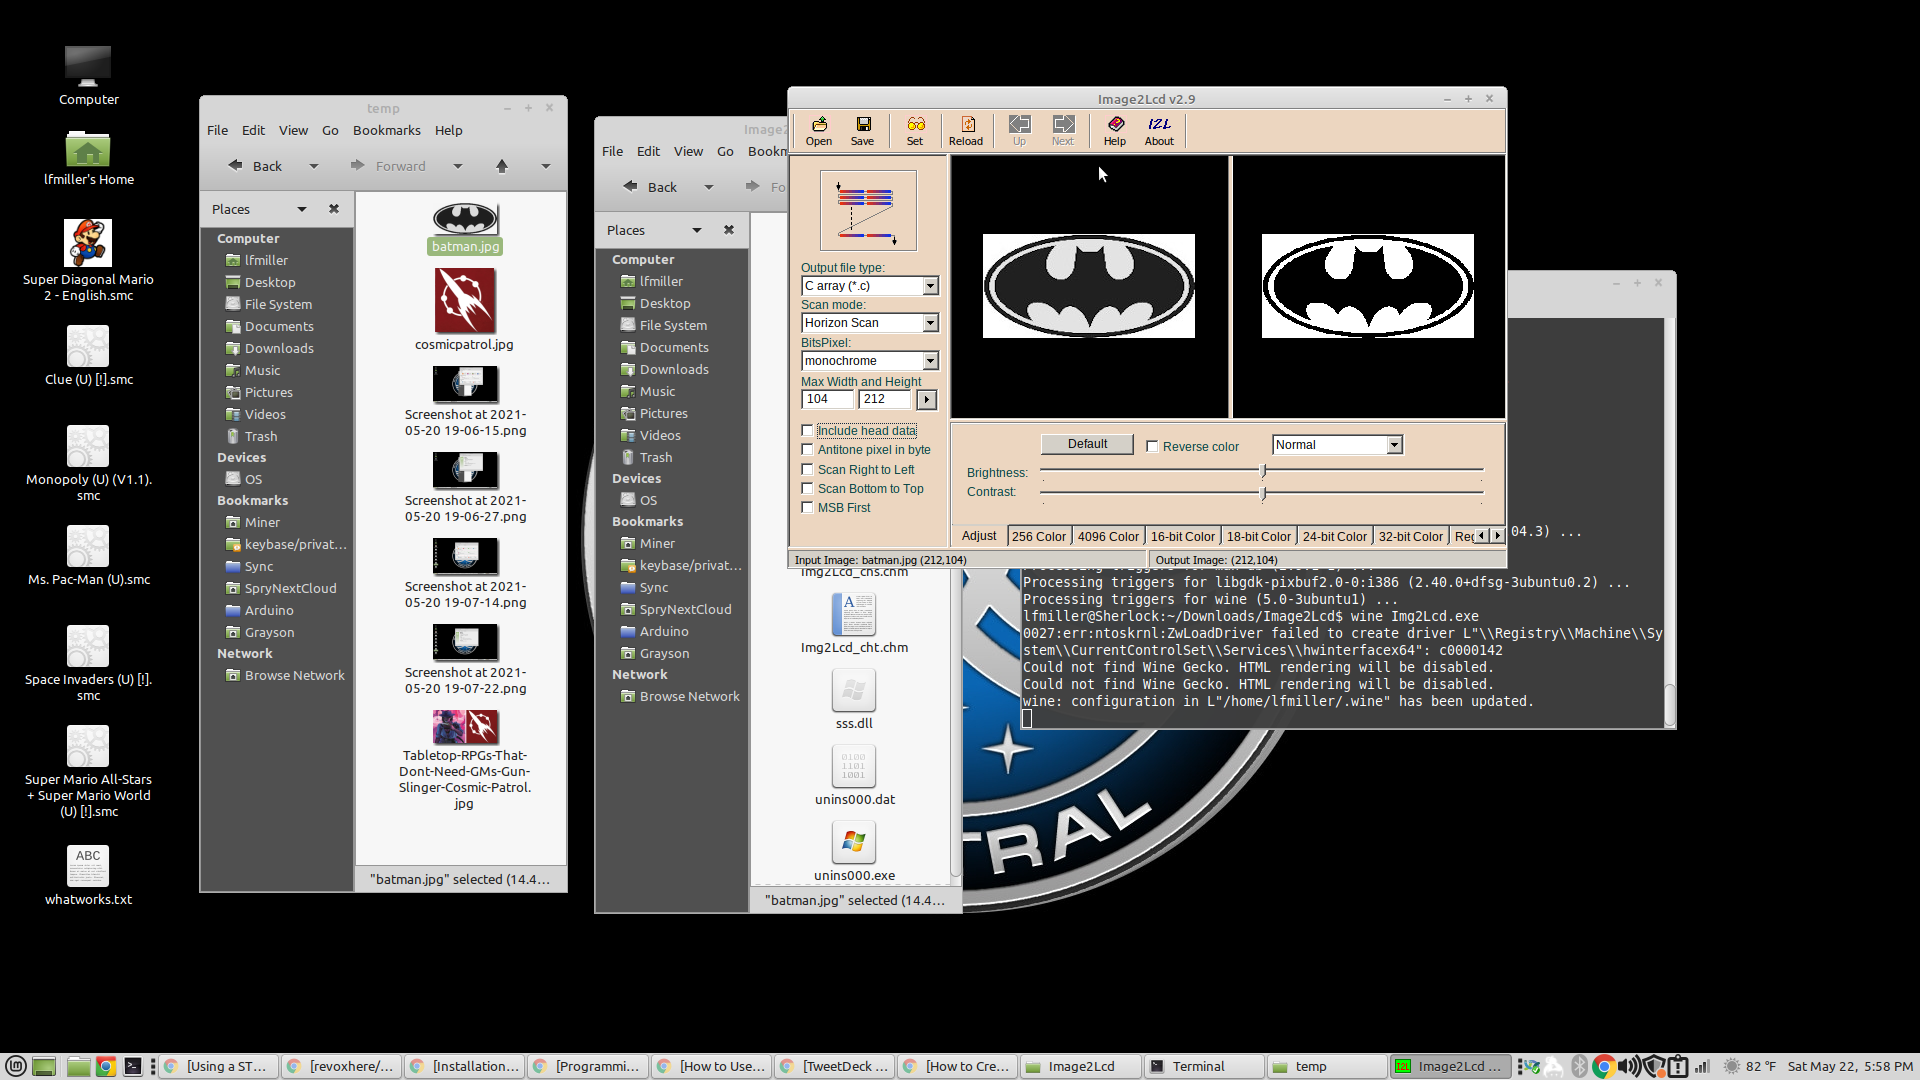 Computer
lfmiller's Home
Super Diagonal Mario
2 - English.smc
Clue (U) [!].smc
Monopoly (U) (V1.1).
smc
Ms. Pac-Man (U).smc
Space Invaders (U) [!].
smc
Super Mario All-Stars
+ Super Mario World
(U) [!].smc
ABC
whatworks.txt
temp
File Edit View Go Bookmarks Help
Back Forward
Places
Computer
lfmiller
Desktop
File System
Documents
Downloads
Music
Pictures
Videos
Trash
Devices
OS
Bookmarks
Miner
keybase/privat...
Sync
SpryNextCloud
Arduino
Grayson
Network
Browse Network
batman.jpg
cosmicpatrol.jpg
Screenshot at 2021-
05-20 19-06-15.png
Screenshot at 2021-
05-20 19-06-27.png
Screenshot at 2021-
05-20 19-07-14.png
Screenshot at 2021-
05-20 19-07-22.png
Tabletop-RPGs-That-
Dont-Need-GMs-Gun-
Slinger-Cosmic-Patrol.
jpg
"batman.jpg" selected (14.4...
Image2
File Edit View Go Bookm
Back Fo
Places
Computer
lfmiller
Desktop
File System
Documents
Downloads
Music
Pictures
Videos
Trash
Devices
OS
Bookmarks
Miner
keybase/privat...
Sync
SpryNextCloud
Arduino
Grayson
Network
Browse Network
Img2Lcd_chs.chm
A
Img2Lcd_cht.chm
sss.dll
0100
1101
1001
unins000.dat
unins000.exe
"batman.jpg" selected (14.4...
Image2Lcd v2.9
Open Save Set Reload Up Next Help About
I2L
Output file type:
C array (*.c)
Scan mode:
Horizon Scan
BitsPixel:
monochrome
Max Width and Height
104 212
Include head data
Antitone pixel in byte
Scan Right to Left
Scan Bottom to Top
MSB First
Default Reverse color Normal
Brightness:
Contrast:
Adjust 256 Color 4096 Color 16-bit Color 18-bit Color 24-bit Color 32-bit Color Reg
Input Image: batman.jpg (212,104) Output Image: (212,104)
04.3) ...
Processing triggers for libgdk-pixbuf2.0-0:i386 (2.40.0+dfsg-3ubuntu0.2) ...
Processing triggers for wine (5.0-3ubuntu1) ...
lfmiller@Sherlock:~/Downloads/Image2Lcd$ wine Img2Lcd.exe
0027:err:ntoskrnl:ZwLoadDriver failed to create driver L"\\Registry\\Machine\\Sy
stem\\CurrentControlSet\\Services\\hwinterfacex64": c0000142
Could not find Wine Gecko. HTML rendering will be disabled.
Could not find Wine Gecko. HTML rendering will be disabled.
wine: configuration in L"/home/lfmiller/.wine" has been updated.
TRAL
[Using a ST... [revoxhere/... [Installation... [Programmi... [How to Use... [TweetDeck ... [How to Cre... Image2Lcd Terminal temp Image2Lcd ... 82 °F Sat May 22, 5:58 PM